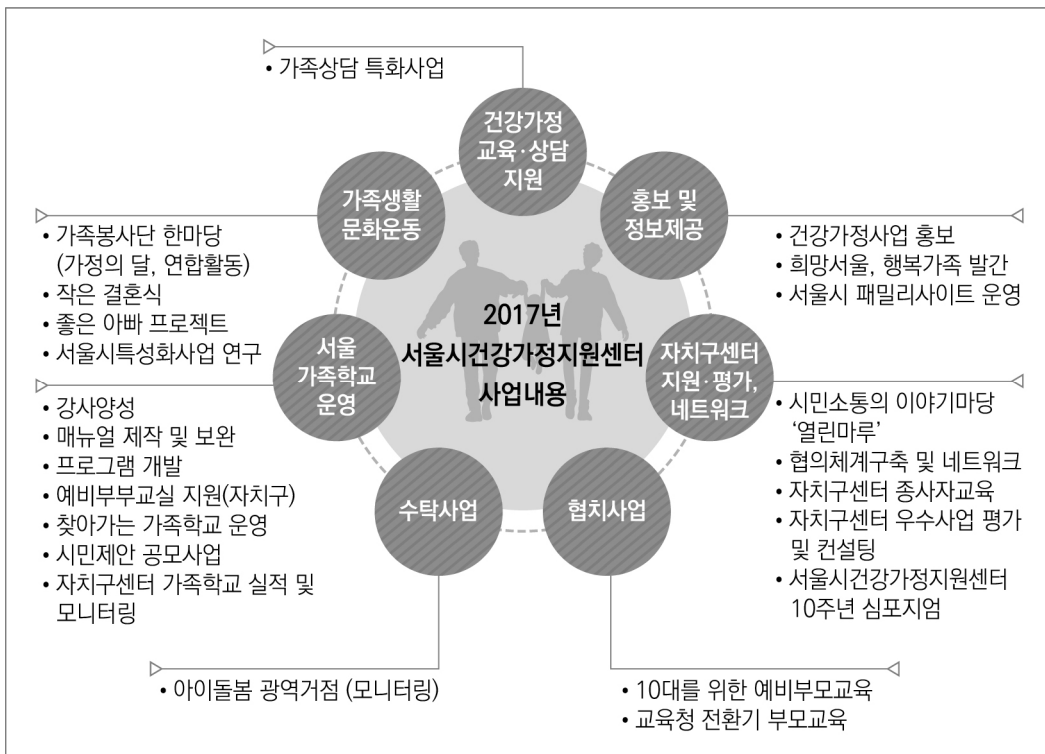 • 가족상담 특화사업
건강가정
교육·상담
지원
가족생활
문화운동
홍보 및
정보제공
• 가족봉사단 한마당
(가정의 달, 연합활동)
• 작은 결혼식
• 좋은 아빠 프로젝트
• 서울시특성화사업 연구
• 건강가정사업 홍보
• 희망서울, 행복가족 발간
• 서울시 패밀리사이트 운영
2017년
서울시건강가정지원센터
사업내용
서울
가족학교
운영
자치구센터
지원·평가,
네트워크
• 강사양성
• 매뉴얼 제작 및 보완
• 프로그램 개발
• 예비부부교실 지원(자치구)
• 찾아가는 가족학교 운영
• 시민제안 공모사업
• 자치구센터 가족학교 실적 및
모니터링
• 시민소통의 이야기마당
‘열린마루’
• 협의체계구축 및 네트워크
• 자치구센터 종사자교육
• 자치구센터 우수사업 평가
및 컨설팅
• 서울시건강가정지원센터
10주년 심포지엄
수탁사업
협치사업
• 아이돌봄 광역거점 (모니터링)
• 10대를 위한 예비부모교육
• 교육청 전환기 부모교육